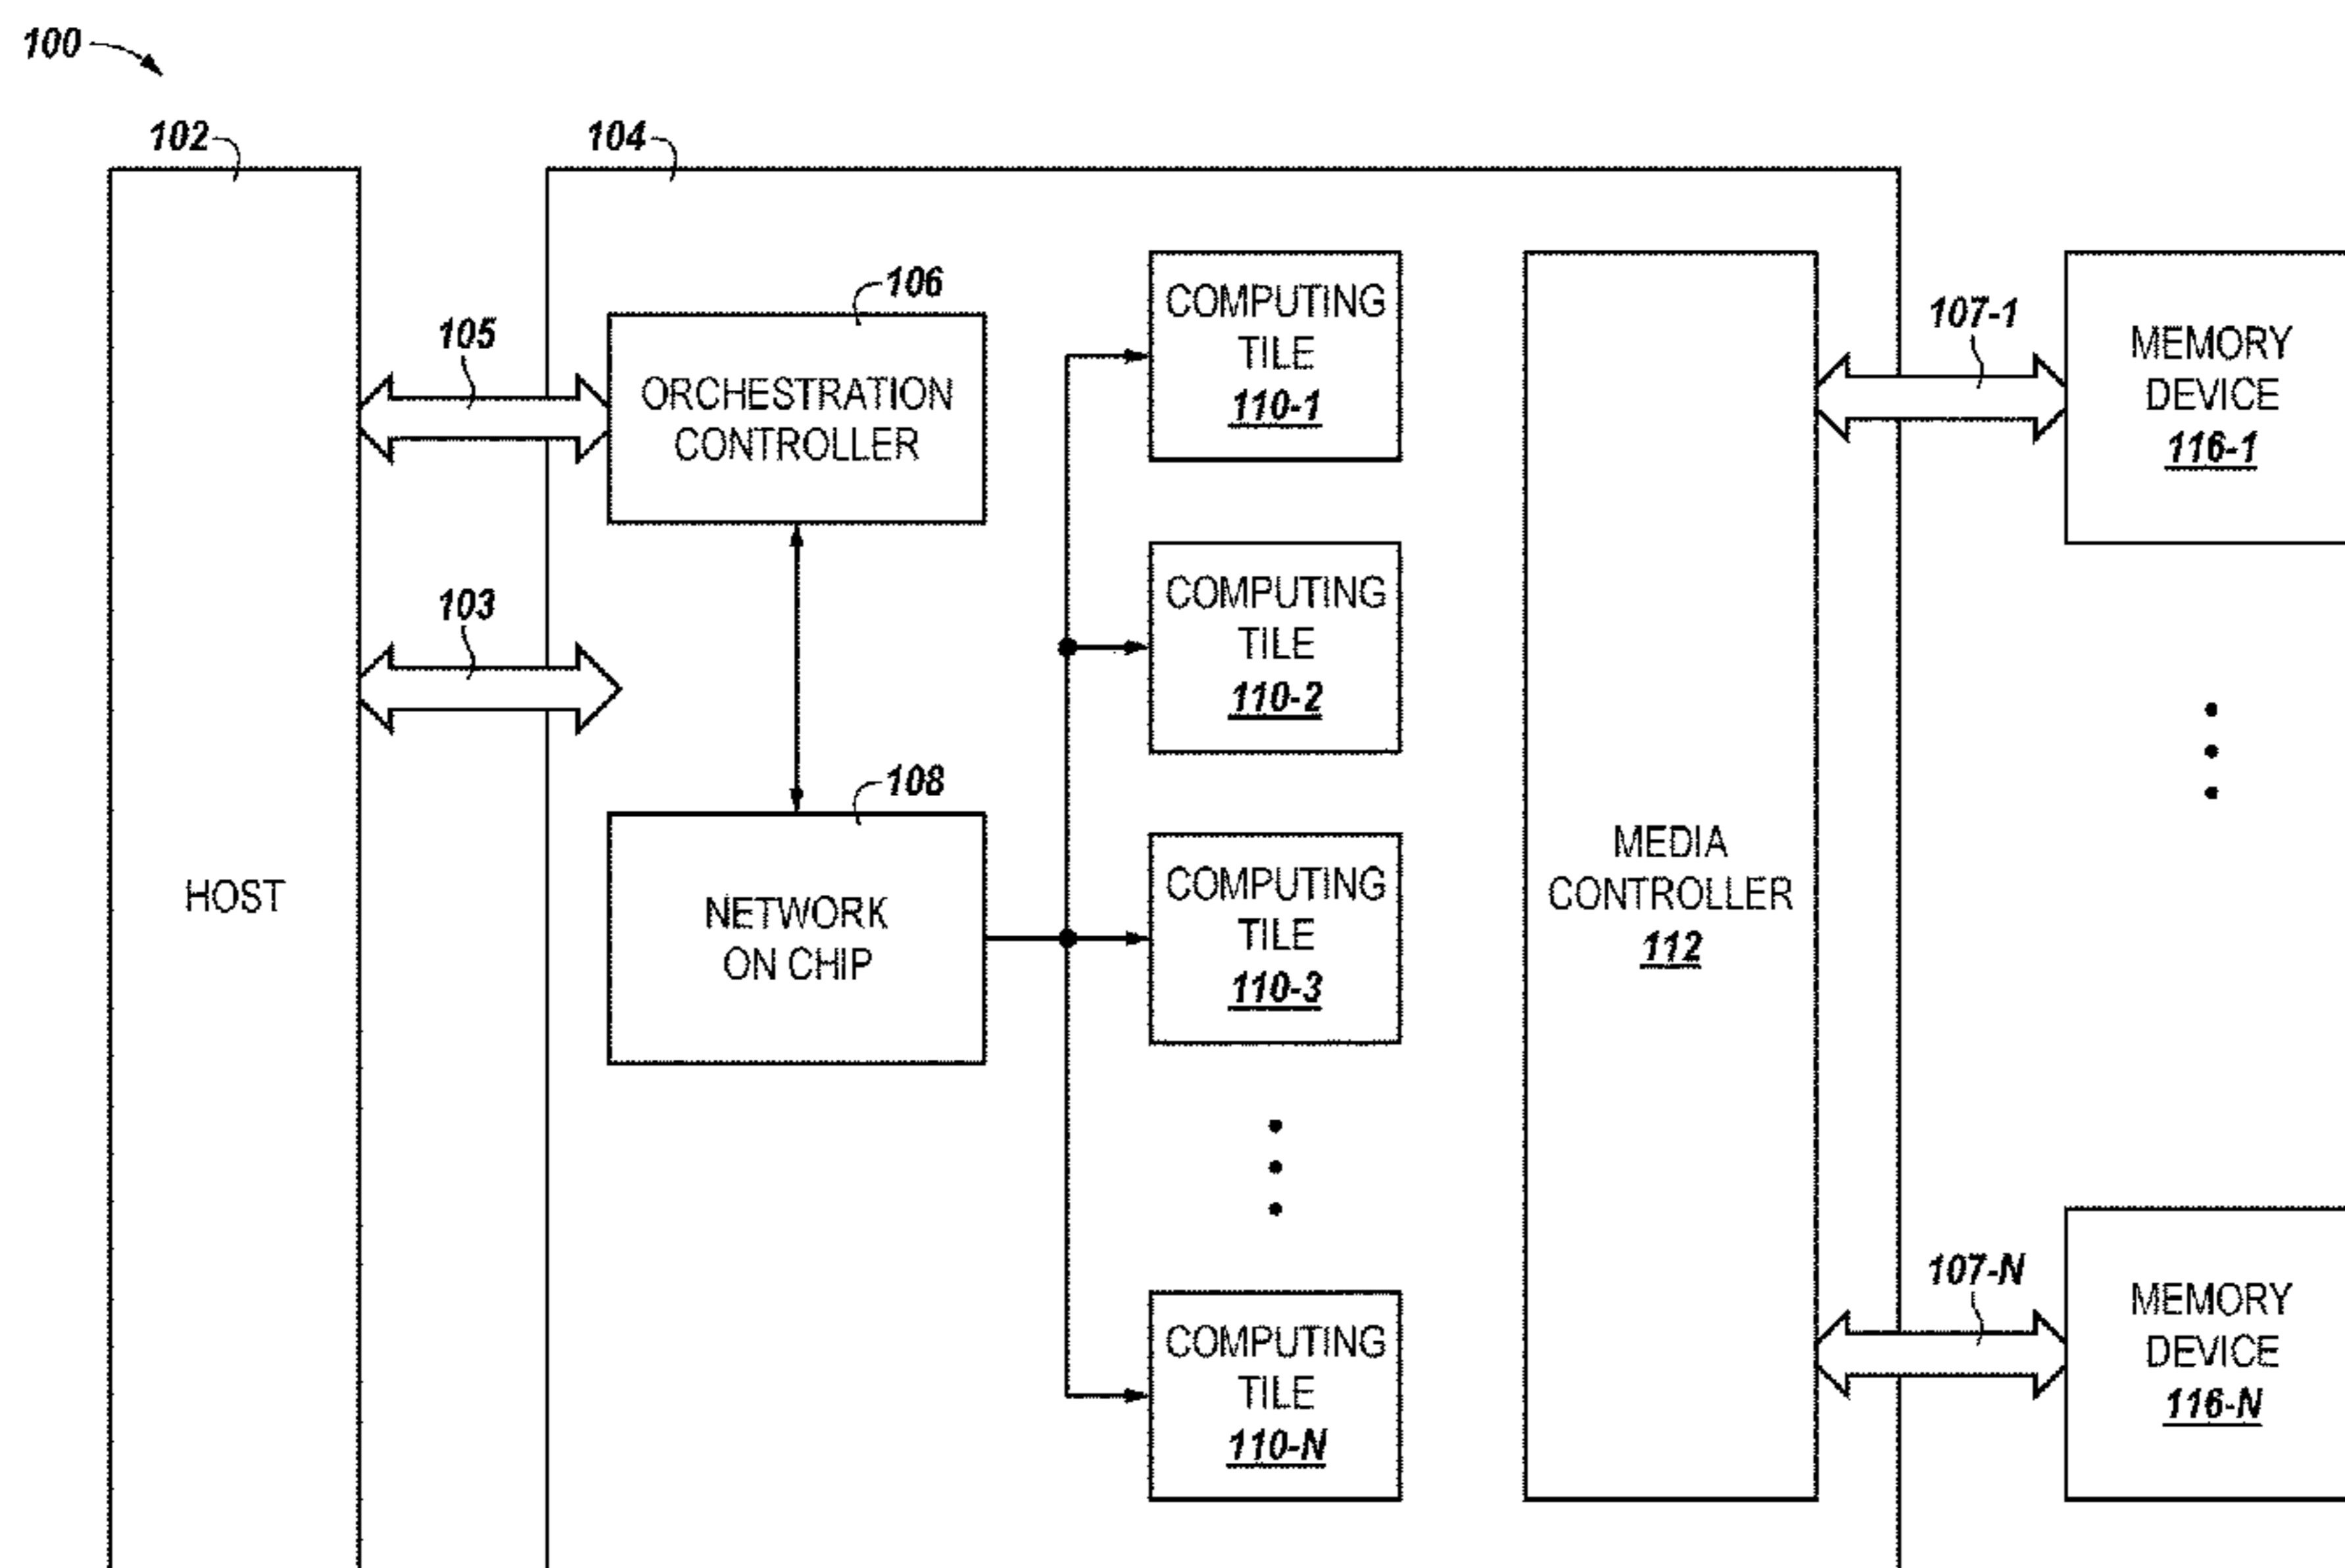 100
102
104
HOST
105
103
106
ORCHESTRATION
CONTROLLER
108
NETWORK
ON CHIP
COMPUTING
TILE
110-1
COMPUTING
TILE
110-2
COMPUTING
TILE
110-3
COMPUTING
TILE
110-N
MEDIA
CONTROLLER
112
107-1
MEMORY
DEVICE
116-1
107-N
MEMORY
DEVICE
116-N